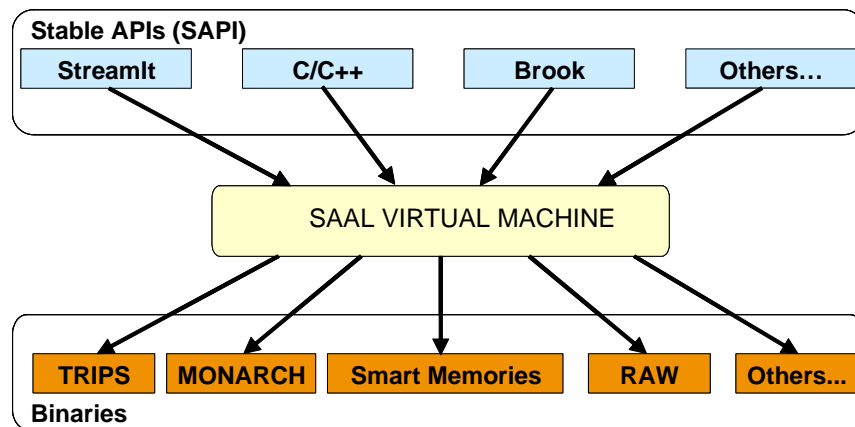 Stable APIs (SAPI)
StreamIt
C/C++
Brook
Others…
SAAL VIRTUAL MACHINE
TRIPS
MONARCH
Smart Memories
RAW
Others...
Binaries